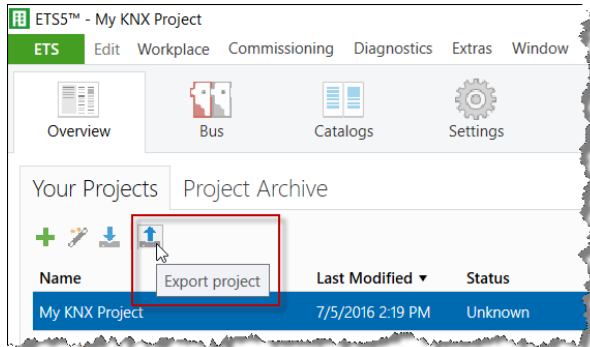 ETS5™ - My KNX Project
ETS Edit Workplace Commissioning Diagnostics Extras Window
Overview Bus Catalogs Settings
Your Projects Project Archive
Export project
Name Last Modified ▼ Status
My KNX Project 7/5/2016 2:19 PM Unknown